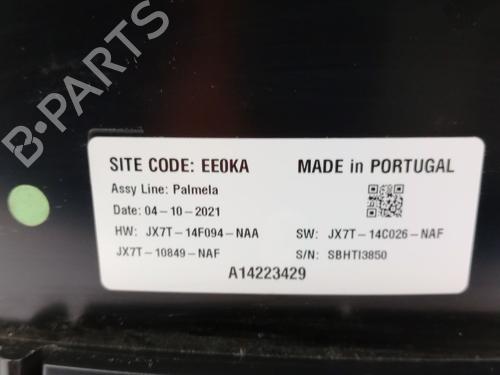 B-PARTS
SITE CODE: EE0KA MADE in PORTUGAL
Assy Line: Palmela
Date: 04-10-2021
HW: JX7T-14F094-NAA SW: JX7T-14C026-NAF
JX7T-10849-NAF S/N: SBHTI3850
A14223429